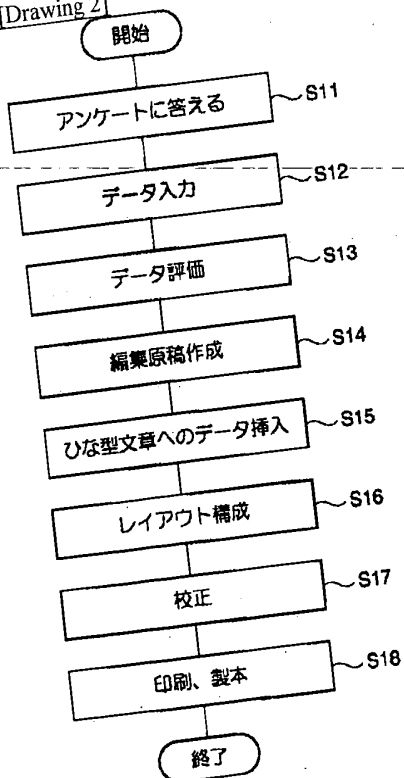 [Drawing 2]
開始
アンケートに答える
S11
データ入力
S12
データ評価
S13
編集原稿作成
S14
ひな型文章へのデータ挿入
S15
レイアウト構成
S16
校正
S17
印刷、製本
S18
終了